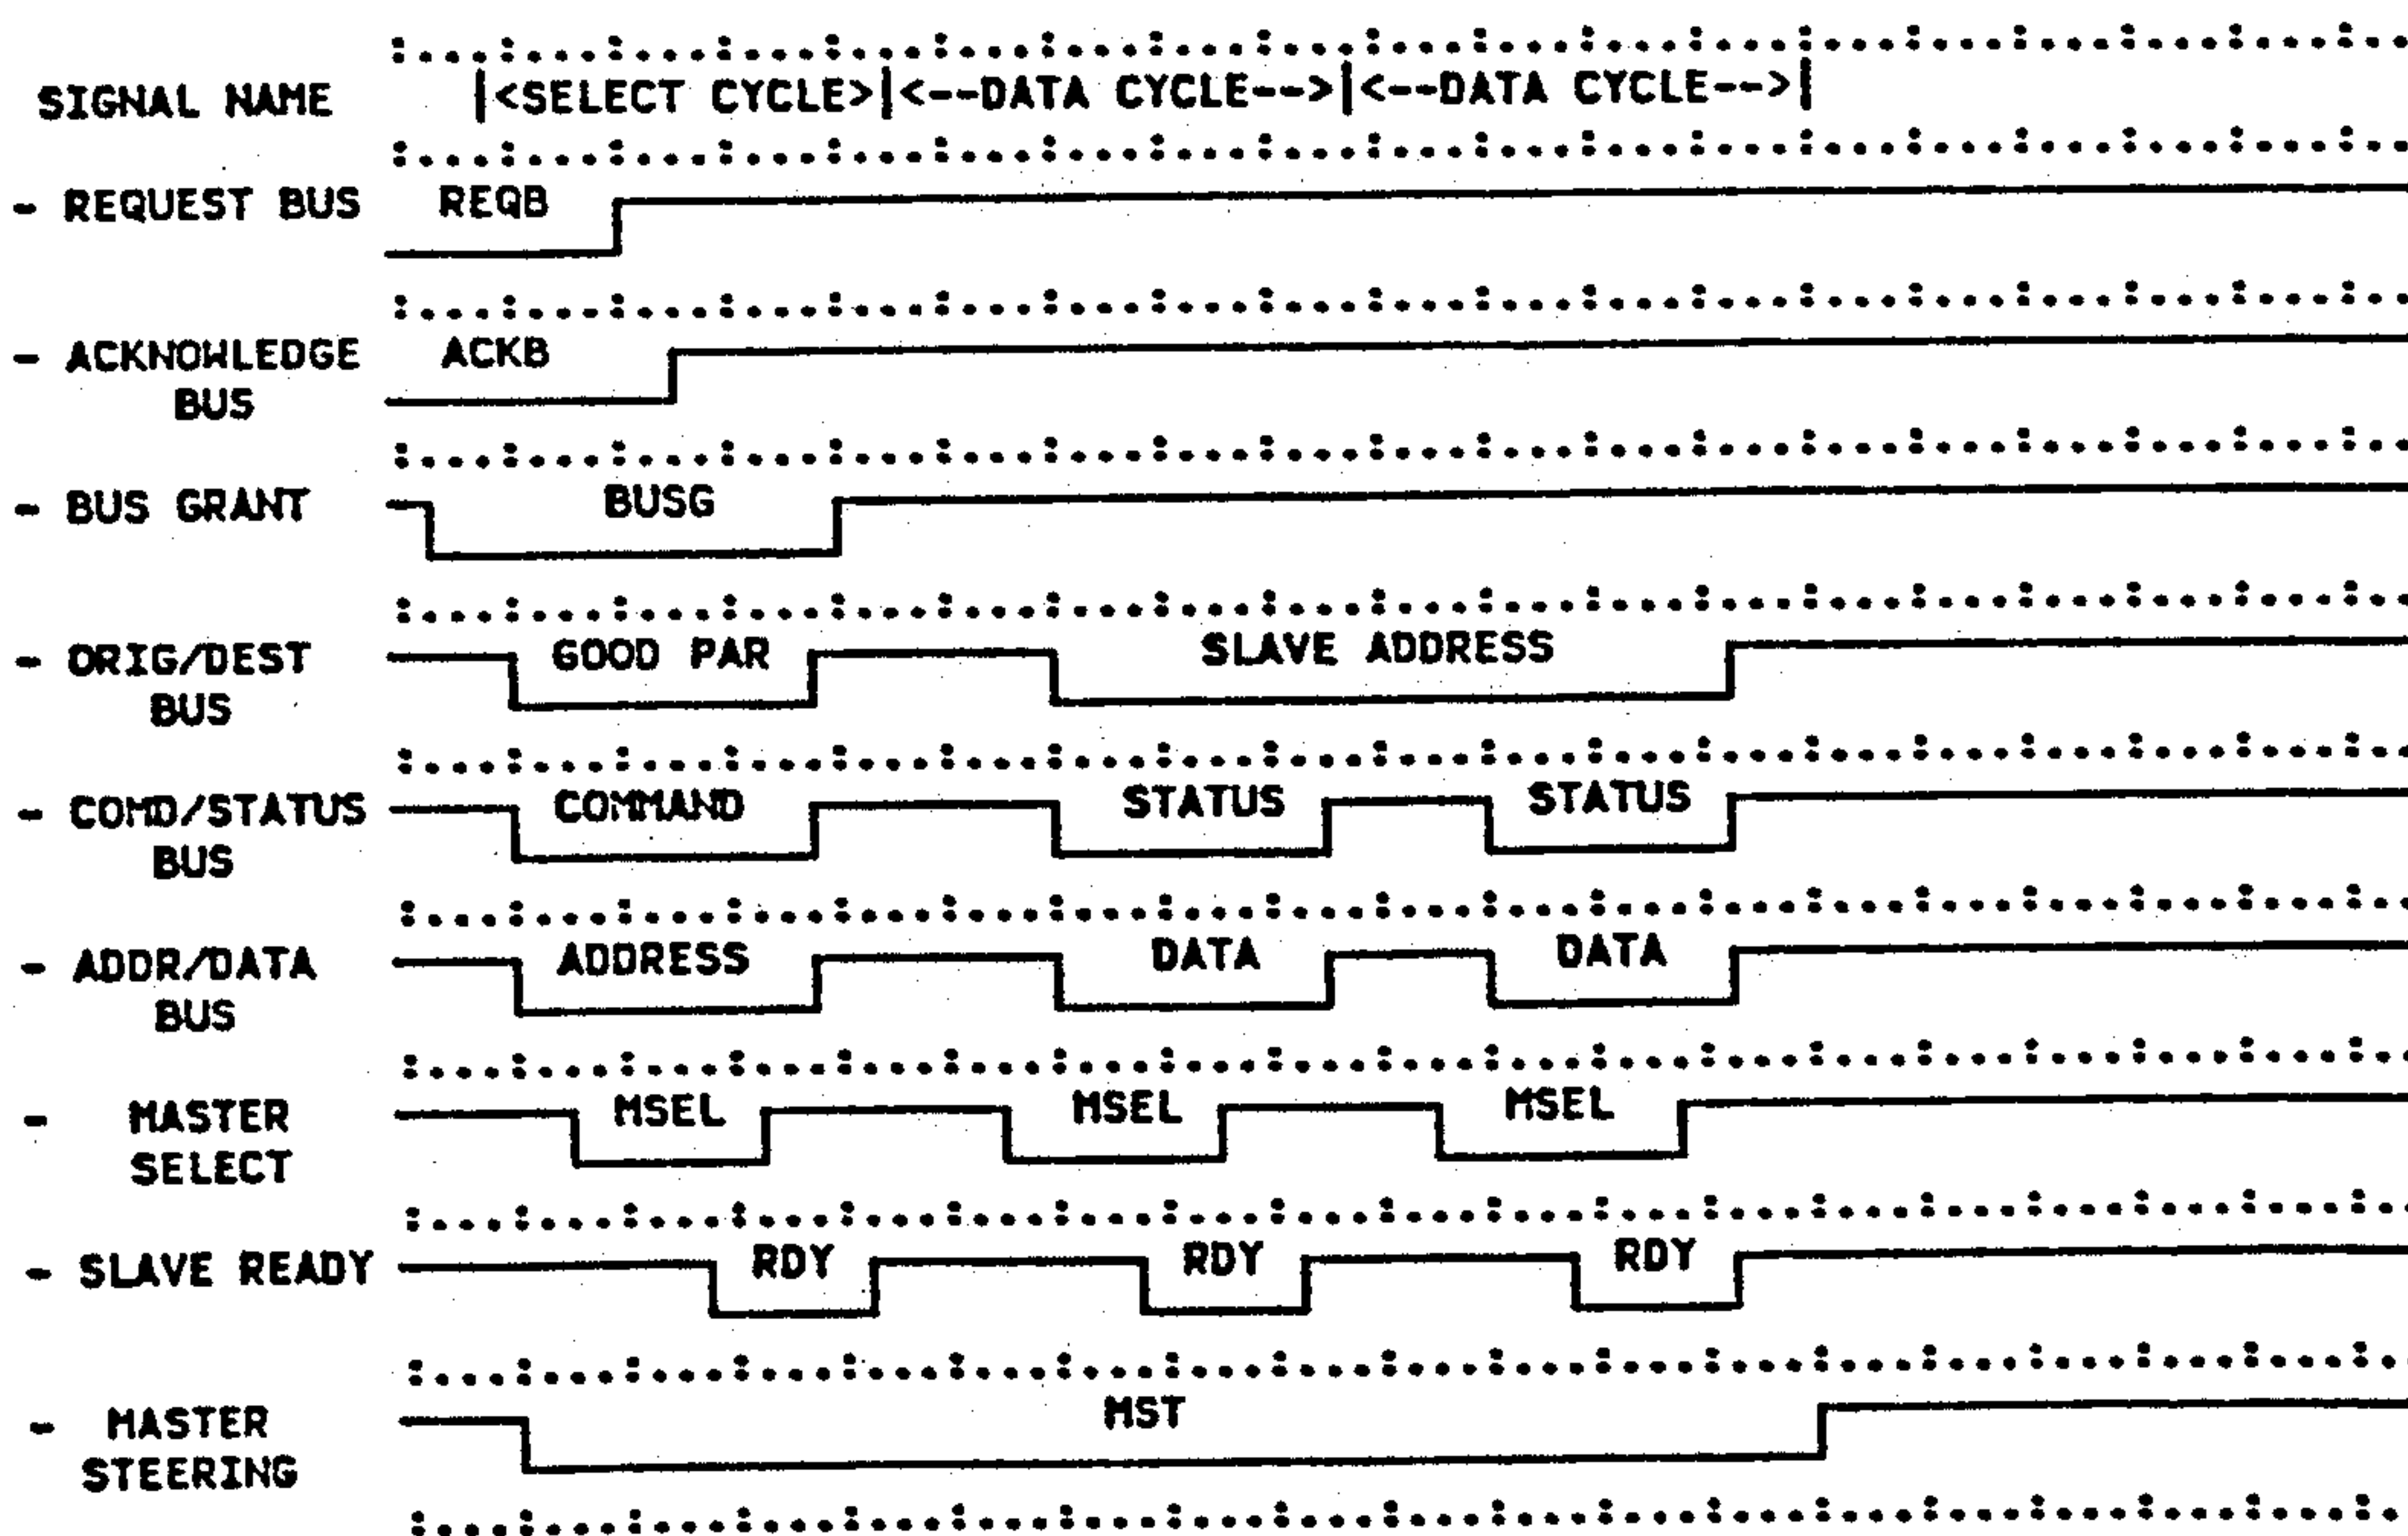 SIGNAL NAME |<SELECT CYCLE>|<--DATA CYCLE-->|<--DATA CYCLE-->|
- REQUEST BUS REQB
- ACKNOWLEDGE ACKB
BUS
- BUS GRANT BUSG
- ORIG/DEST GOOD PAR SLAVE ADDRESS
BUS
- COMD/STATUS COMMAND STATUS STATUS
BUS
- ADDR/DATA ADDRESS DATA DATA
BUS
- MASTER MSEL MSEL MSEL
SELECT
- SLAVE READY RDY RDY RDY
- MASTER MST
STEERING